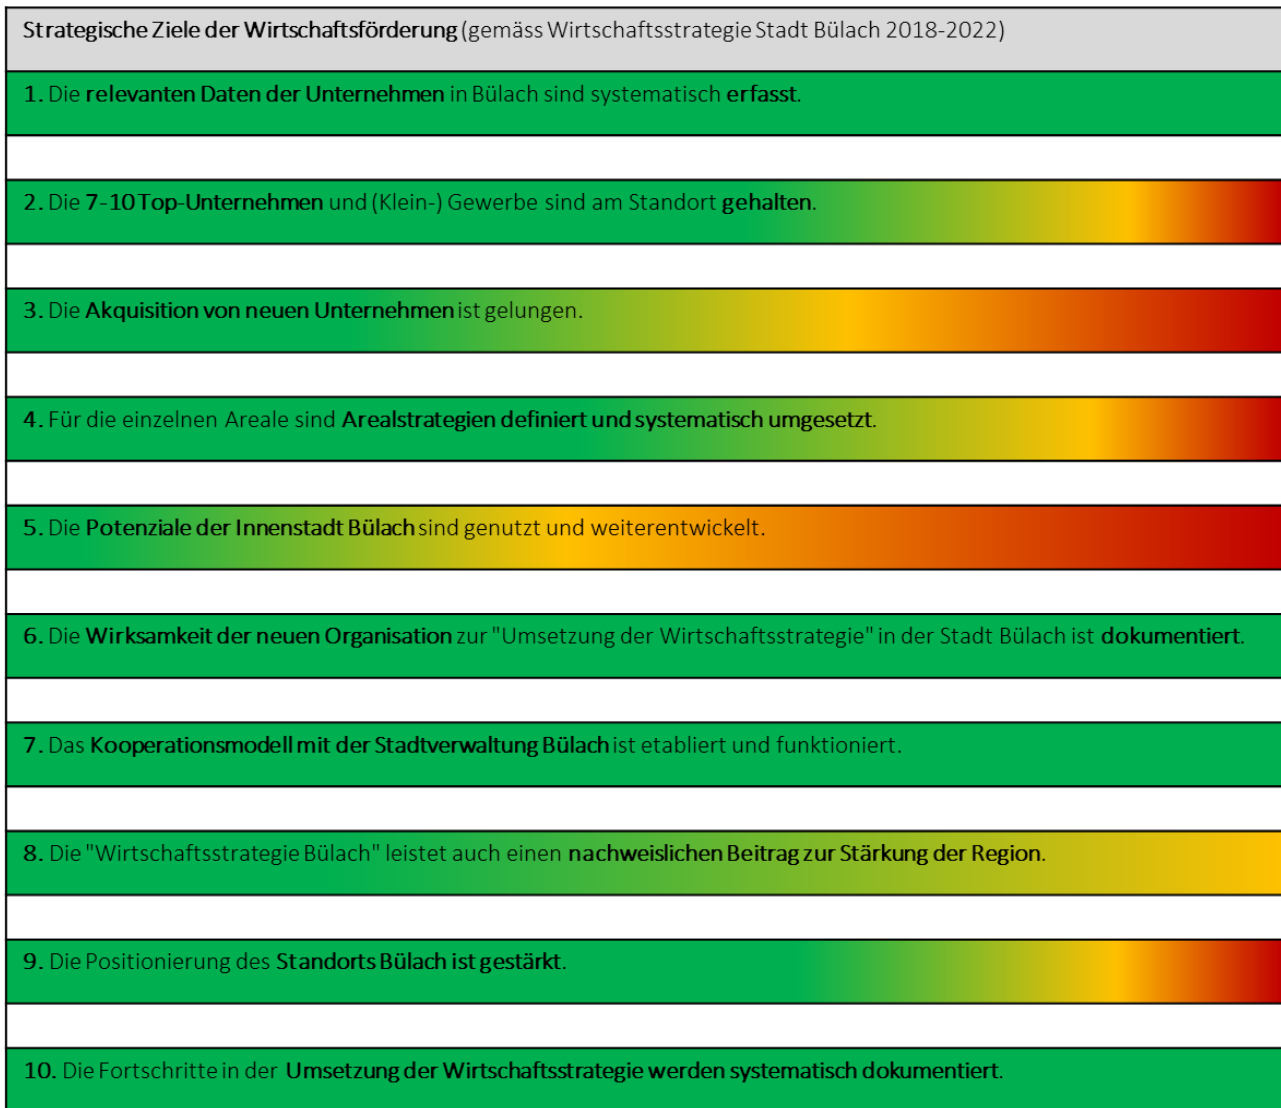 Strategische Ziele der Wirtschaftsförderung (gemäss Wirtschaftsstrategie Stadt Bülach 2018-2022)
1. Die relevanten Daten der Unternehmen in Bülach sind systematisch erfasst.
2. Die 7-10 Top-Unternehmen und (Klein-) Gewerbe sind am Standort gehalten.
3. Die Akquisition von neuen Unternehmen ist gelungen.
4. Für die einzelnen Areale sind Arealstrategien definiert und systematisch umgesetzt.
5. Die Potenziale der Innenstadt Bülach sind genutzt und weiterentwickelt.
6. Die Wirksamkeit der neuen Organisation zur "Umsetzung der Wirtschaftsstrategie" in der Stadt Bülach ist dokumentiert.
7. Das Kooperationsmodell mit der Stadtverwaltung Bülach ist etabliert und funktioniert.
8. Die "Wirtschaftsstrategie Bülach" leistet auch einen nachweislichen Beitrag zur Stärkung der Region.
9. Die Positionierung des Standorts Bülach ist gestärkt.
10. Die Fortschritte in der Umsetzung der Wirtschaftsstrategie werden systematisch dokumentiert.